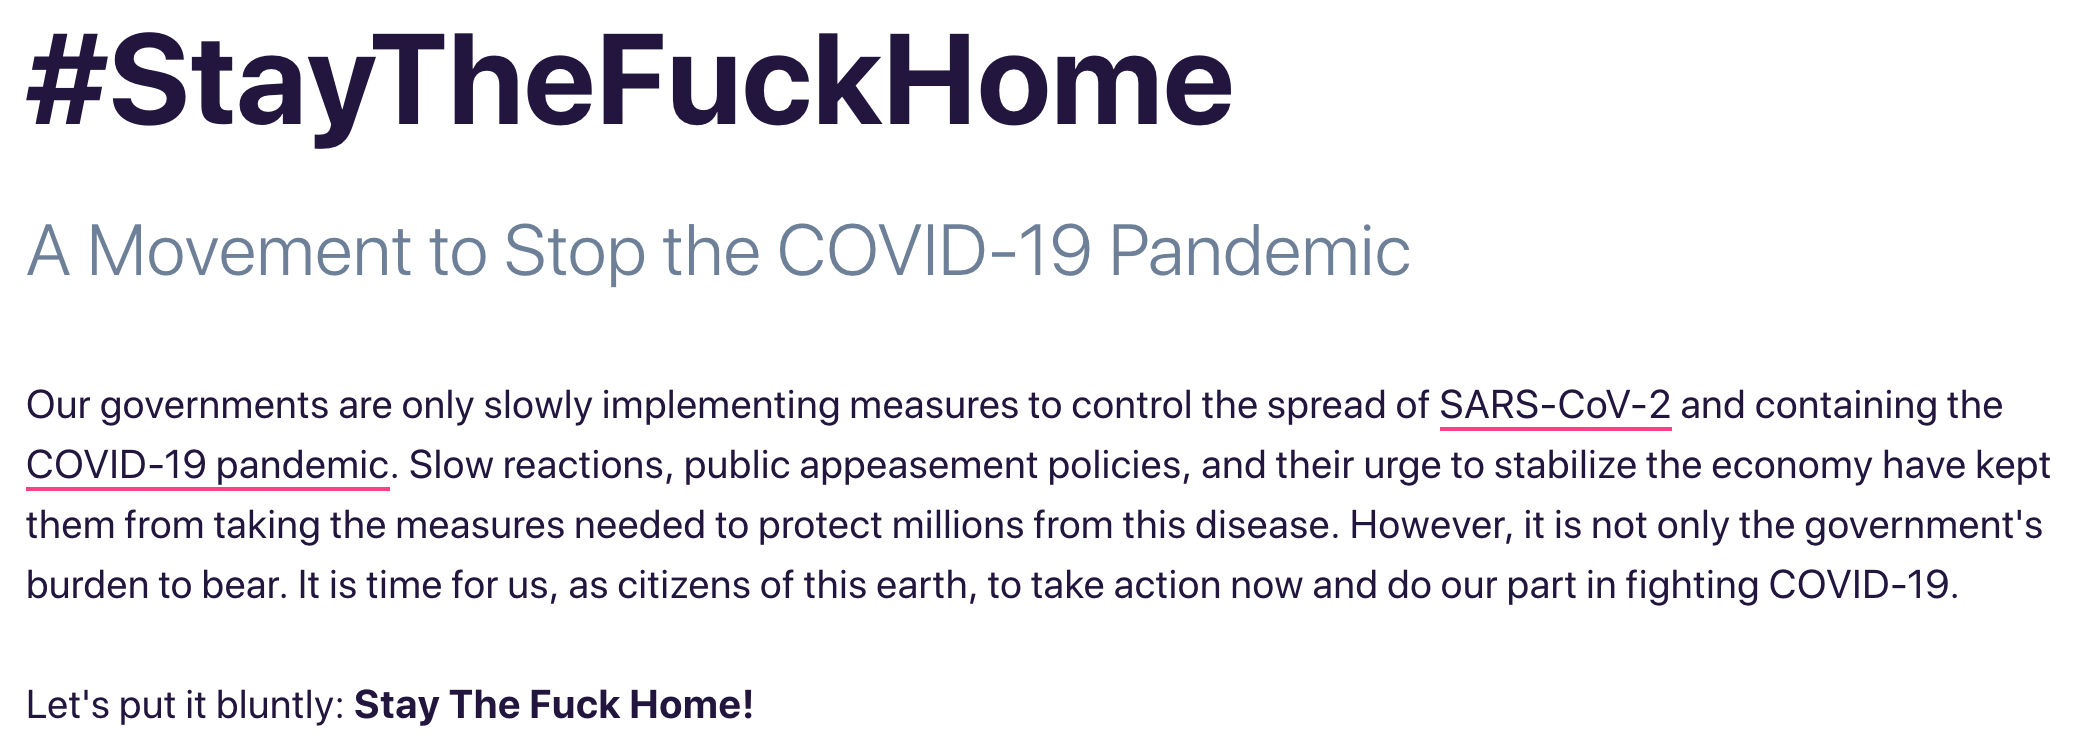 #StayTheFuckHome
A Movement to Stop the COVID-19 Pandemic
Our governments are only slowly implementing measures to control the spread of SARS-CoV-2 and containing the
COVID-19 pandemic. Slow reactions, public appeasement policies, and their urge to stabilize the economy have kept
them from taking the measures needed to protect millions from this disease. However, it is not only the government's
burden to bear. It is time for us, as citizens of this earth, to take action now and do our part in fighting COVID-19.
Let's put it bluntly: Stay The Fuck Home!